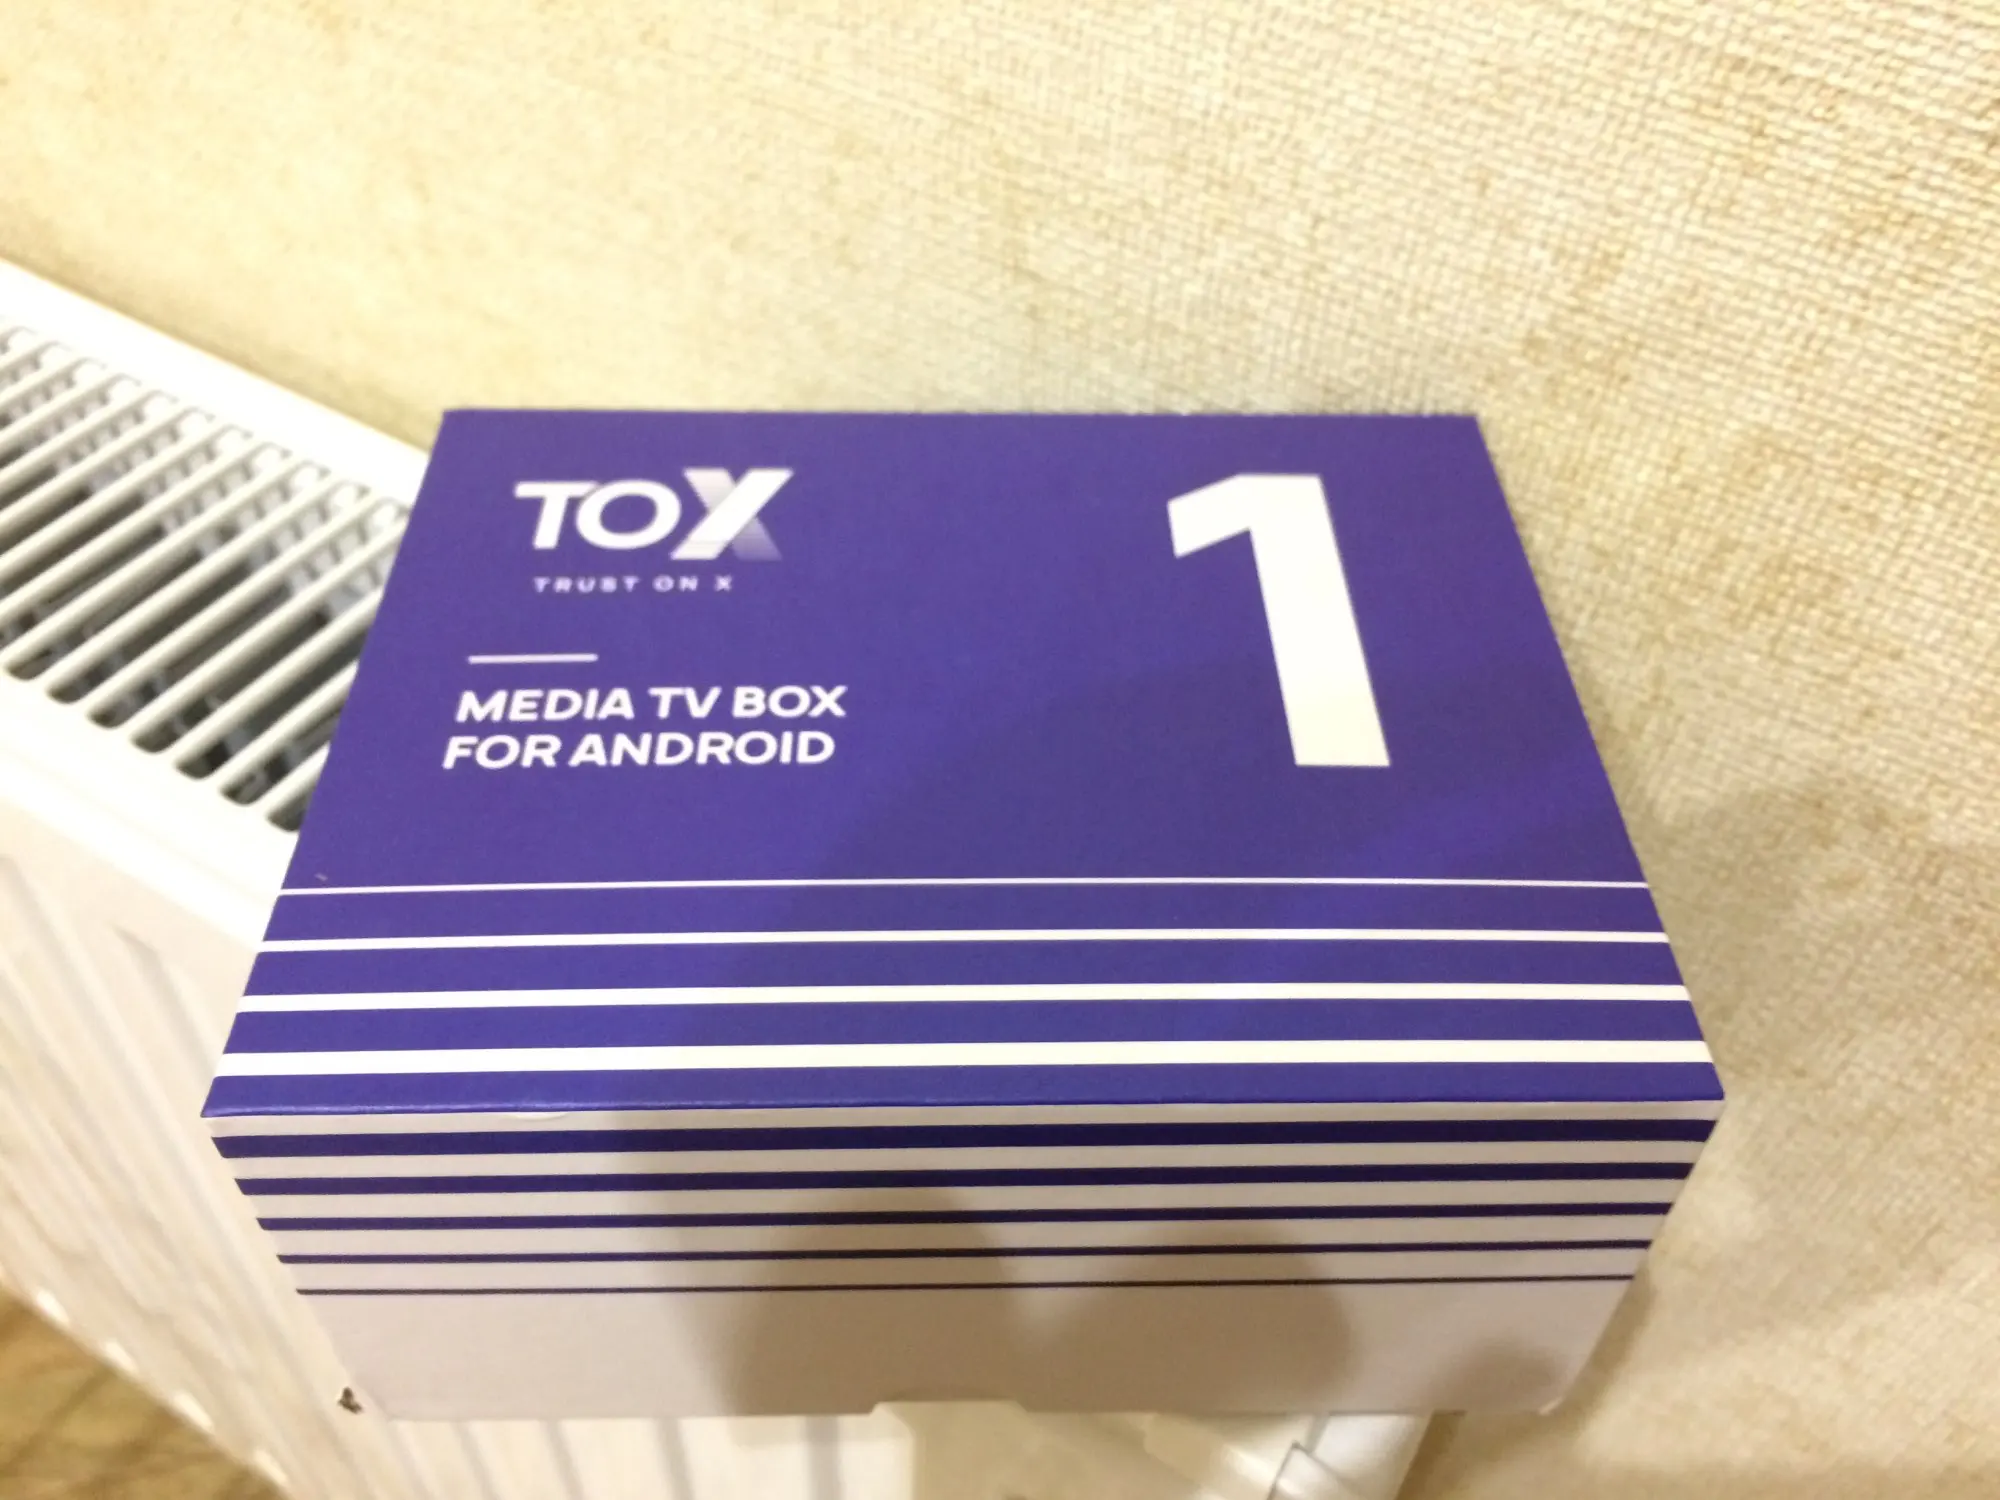 TOX
TRUST ON X
MEDIA TV BOX
FOR ANDROID
1